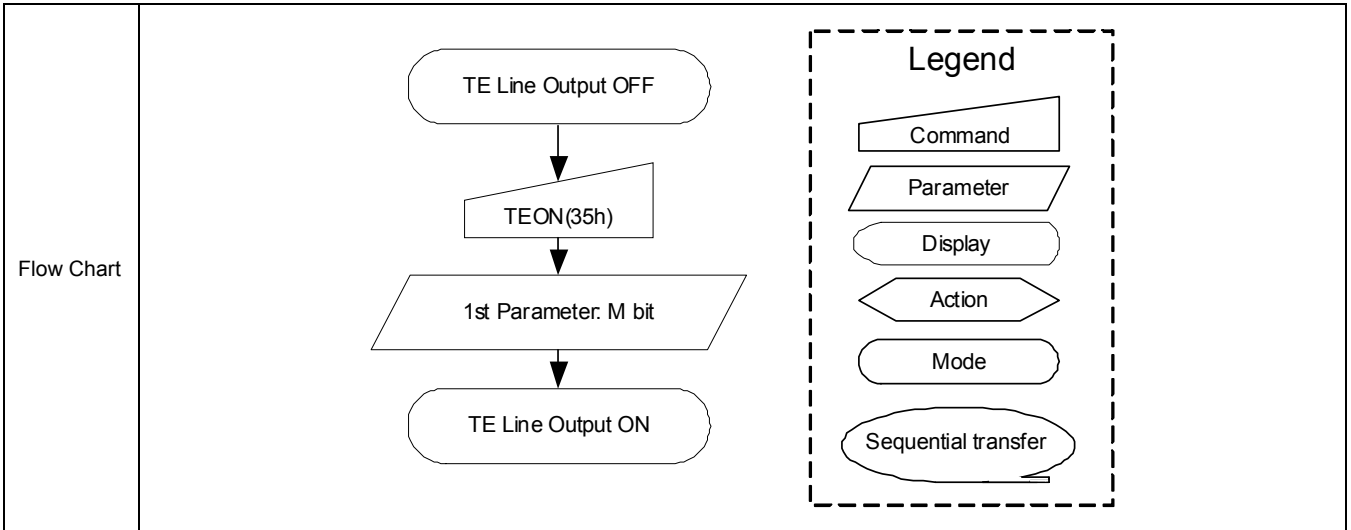 Flow Chart
TE Line Output OFF
TEON(35h)
1st Parameter: M bit
TE Line Output ON
Legend
Command
Parameter
Display
Action
Mode
Sequential transfer